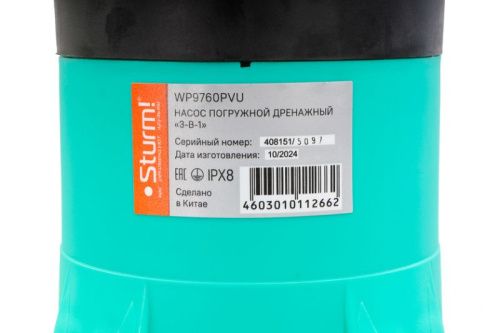 Sturm!
WP9760PVU
НАСОС ПОГРУЖНОЙ ДРЕНАЖНЫЙ
«3-В-1»
Серийный номер: 408151/5097
Дата изготовления: 10/2024
EAC IPX8
Сделано
в Китае
4603010112662